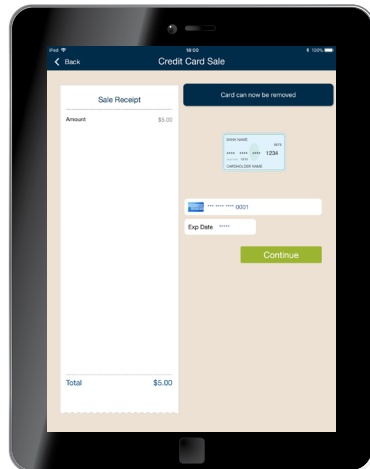 iPad
18:00
100%
Back
Credit Card Sale
Sale Receipt
Amount
$5.00
Total
$5.00
Card can now be removed
BANK NAME
1234
CARDHOLDER NAME
*** **** **** 0001
Exp Date *****
Continue